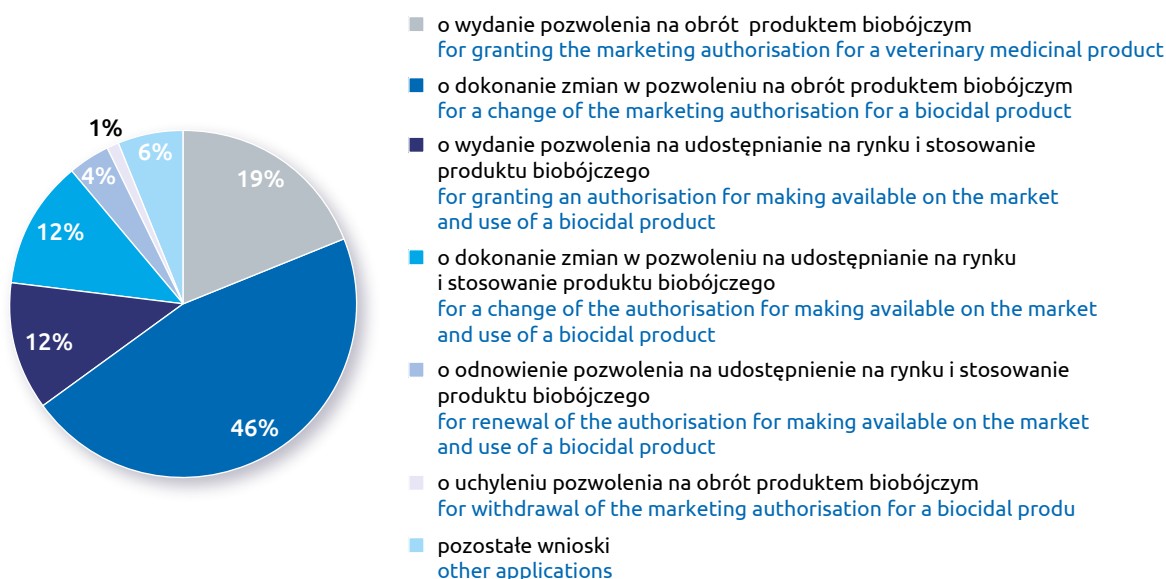 o wydanie pozwolenia na obrót produktem biobójczym
for granting the marketing authorisation for a veterinary medicinal product
o dokonanie zmian w pozwoleniu na obrót produktem biobójczym
for a change of the marketing authorisation for a biocidal product
o wydanie pozwolenia na udostępnianie na rynku i stosowanie
produktu biobójczego
for granting an authorisation for making available on the market
and use of a biocidal product
o dokonanie zmian w pozwoleniu na udostępnianie na rynku
i stosowanie produktu biobójczego
for a change of the authorisation for making available on the market
and use of a biocidal product
o odnowienie pozwolenia na udostępnienie na rynku i stosowanie
produktu biobójczego
for renewal of the authorisation for making available on the market
and use of a biocidal product
o uchyleniu pozwolenia na obrót produktem biobójczym
for withdrawal of the marketing authorisation for a biocidal produ
pozostałe wnioski
other applications
1%
6%
4%
19%
12%
12%
46%